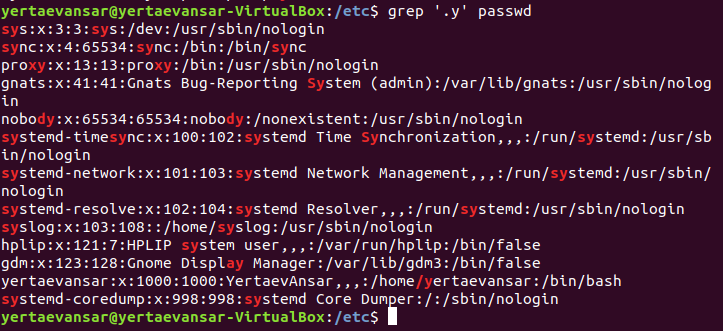 yertaevansar@yertaevansar-VirtualBox:/etc$ grep '.y' passwd
sys:x:3:3:sys:/dev:/usr/sbin/nologin
sync:x:4:65534:sync:/bin:/bin/sync
proxy:x:13:13:proxy:/bin:/usr/sbin/nologin
gnats:x:41:41:Gnats Bug-Reporting System (admin):/var/lib/gnats:/usr/sbin/nolog
in
nobody:x:65534:65534:nobody:/nonexistent:/usr/sbin/nologin
systemd-timesync:x:100:102:systemd Time Synchronization,,,:/run/systemd:/usr/sb
in/nologin
systemd-network:x:101:103:systemd Network Management,,,:/run/systemd:/usr/sbin/
nologin
systemd-resolve:x:102:104:systemd Resolver,,,:/run/systemd:/usr/sbin/nologin
syslog:x:103:108::/home/syslog:/usr/sbin/nologin
hplip:x:121:7:HPLIP system user,,,:/var/run/hplip:/bin/false
gdm:x:123:128:Gnome Display Manager:/var/lib/gdm3:/bin/false
yertaevansar:x:1000:1000:YertaevAnsar,,,:/home/yertaevansar:/bin/bash
systemd-coredump:x:998:998:systemd Core Dumper:/:/sbin/nologin
yertaevansar@yertaevansar-VirtualBox:/etc$